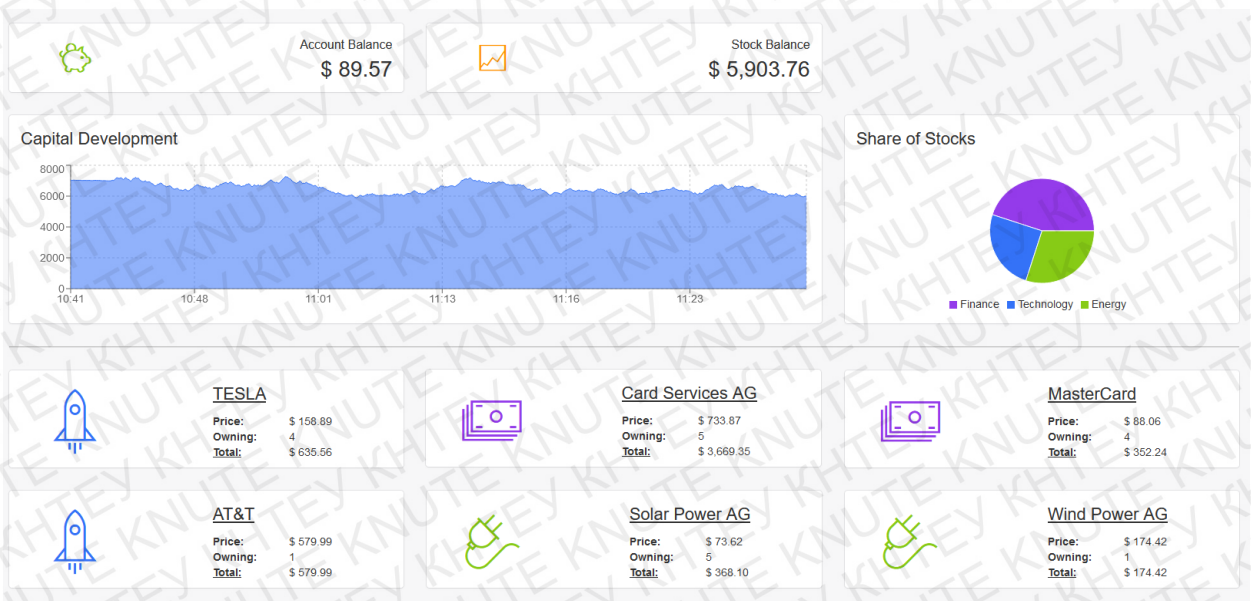 Account Balance
$ 89.57
Stock Balance
$ 5,903.76
Capital Development
8000
6000
4000
2000
0
10:41 10:48 11:01 11:13 11:16 11:23
Share of Stocks
Finance Technology Energy
TESLA
Price: $ 158.89
Owning: 4
Total: $ 635.56
Card Services AG
Price: $ 733.87
Owning: 5
Total: $ 3,669.35
MasterCard
Price: $ 88.06
Owning: 4
Total: $ 352.24
AT&T
Price: $ 579.99
Owning: 1
Total: $ 579.99
Solar Power AG
Price: $ 73.62
Owning: 5
Total: $ 368.10
Wind Power AG
Price: $ 174.42
Owning: 1
Total: $ 174.42
KNUTE КНТЕУ